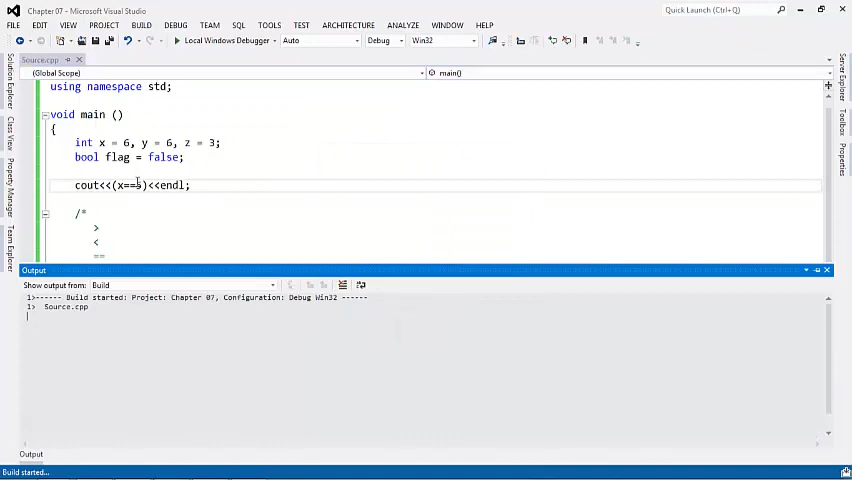 Chapter 07 - Microsoft Visual Studio
Quick Launch (Ctrl+Q)
FILE EDIT VIEW PROJECT BUILD DEBUG TEAM SQL TOOLS TEST ARCHITECTURE ANALYZE WINDOW HELP
Local Windows Debugger Auto Debug Win32
Source.cpp
(Global Scope) main()
Solution Explorer
Class View
Property Manager
Team Explorer
Server Explorer
Toolbox
Properties
using namespace std;
void main ()
{
int x = 6, y = 6, z = 3;
bool flag = false;
cout<<(x==5)<<endl;
/*
>
<
==
Output
Show output from: Build
1>------ Build started: Project: Chapter 07, Configuration: Debug Win32 ------
1> Source.cpp
Output
Build started...